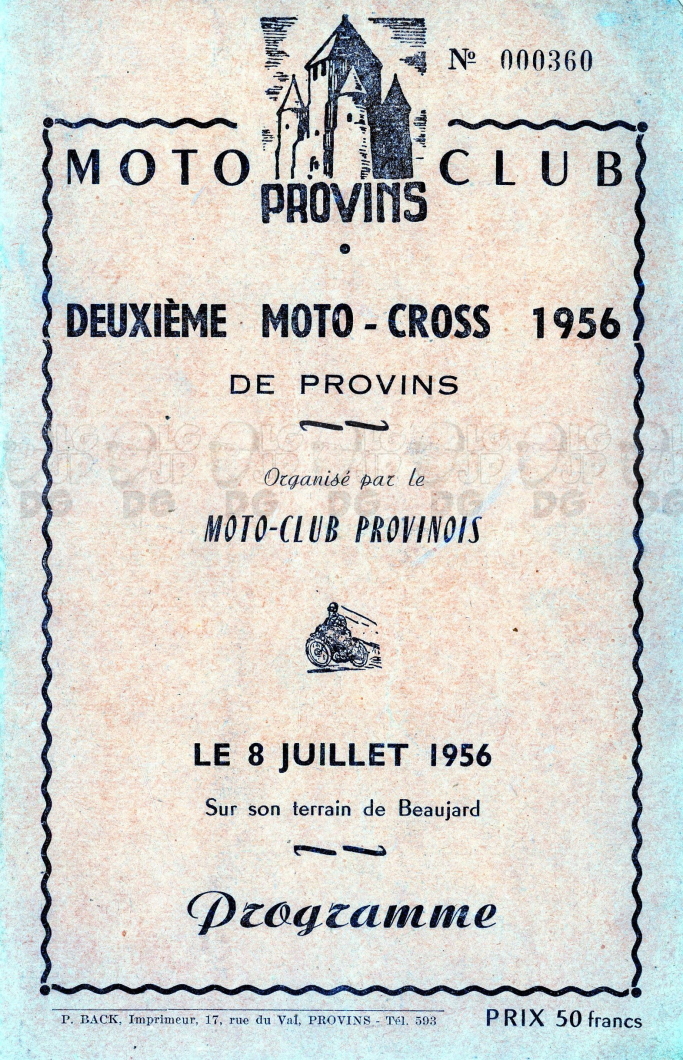 Nº 000360
MOTO CLUB
PROVINS
DEUXIÈME MOTO - CROSS 1956
DE PROVINS
Organisé par le
MOTO-CLUB PROVINOIS
LE 8 JUILLET 1956
Sur son terrain de Beaujard
Programme
P. BACK, Imprimeur, 17, rue du Val, PROVINS - Tél. 593
PRIX 50 francs